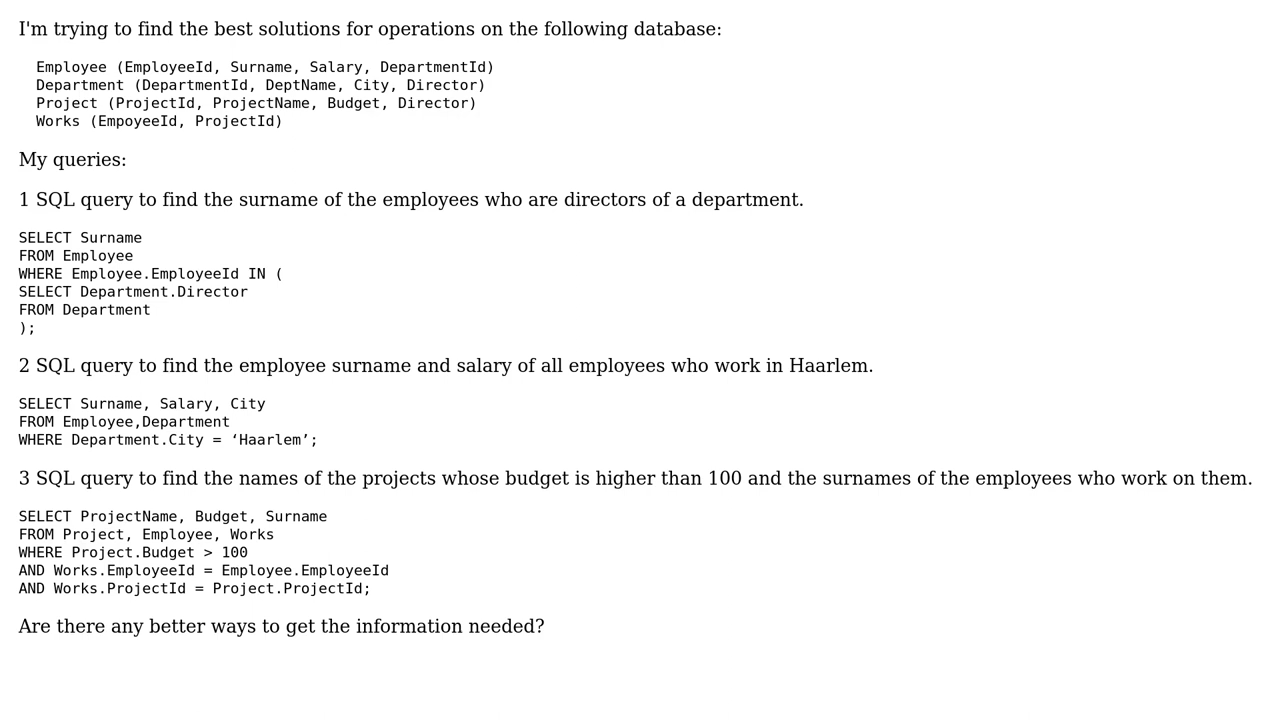 I'm trying to find the best solutions for operations on the following database:
Employee (EmployeeId, Surname, Salary, DepartmentId)
Department (DepartmentId, DeptName, City, Director)
Project (ProjectId, ProjectName, Budget, Director)
Works (EmpoyeeId, ProjectId)
My queries:
1 SQL query to find the surname of the employees who are directors of a department.
SELECT Surname
FROM Employee
WHERE Employee.EmployeeId IN (
SELECT Department.Director
FROM Department
);
2 SQL query to find the employee surname and salary of all employees who work in Haarlem.
SELECT Surname, Salary, City
FROM Employee,Department
WHERE Department.City = ‘Haarlem’;
3 SQL query to find the names of the projects whose budget is higher than 100 and the surnames of the employees who work on them.
SELECT ProjectName, Budget, Surname
FROM Project, Employee, Works
WHERE Project.Budget > 100
AND Works.EmployeeId = Employee.EmployeeId
AND Works.ProjectId = Project.ProjectId;
Are there any better ways to get the information needed?